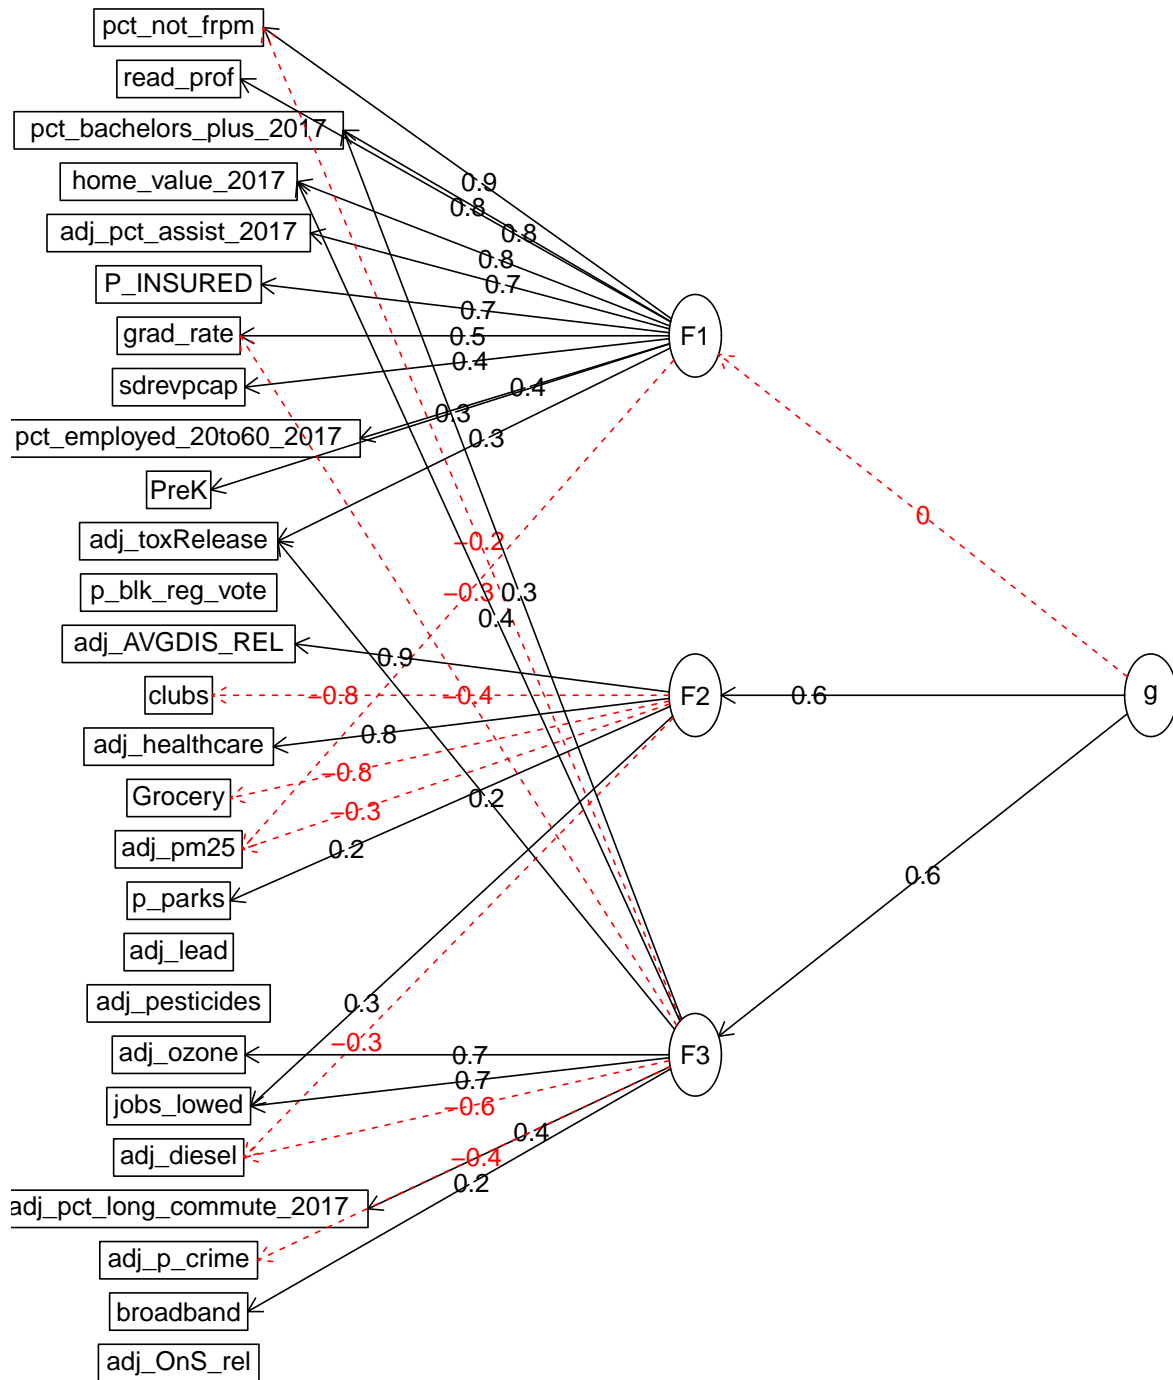 pct_not_frpm
read_prof
pct_bachelors_plus_2017
home_value_2017
adj_pct_assist_2017
P_INSURED
grad_rate
sdrevpcap
pct_employed_20to60_2017
PreK
adj_toxRelease
p_blk_reg_vote
adj_AVGDIS_REL
clubs
adj_healthcare
Grocery
adj_pm25
p_parks
adj_lead
adj_pesticides
adj_ozone
jobs_lowed
adj_diesel
adj_pct_long_commute_2017
adj_p_crime
broadband
adj_OnS_rel
0.9
0.8
0.8
0.8
0.7
0.7
0.5
0.4
0.4
0.3
0.3
−0.2
−0.3
0.3
0.4
0.9
−0.8
−0.4
0.8
−0.8
0.2
−0.3
0.2
0.3
−0.3
0.7
0.7
−0.6
0.4
−0.4
0.2
F1
F2
F3
0
0.6
0.6
g